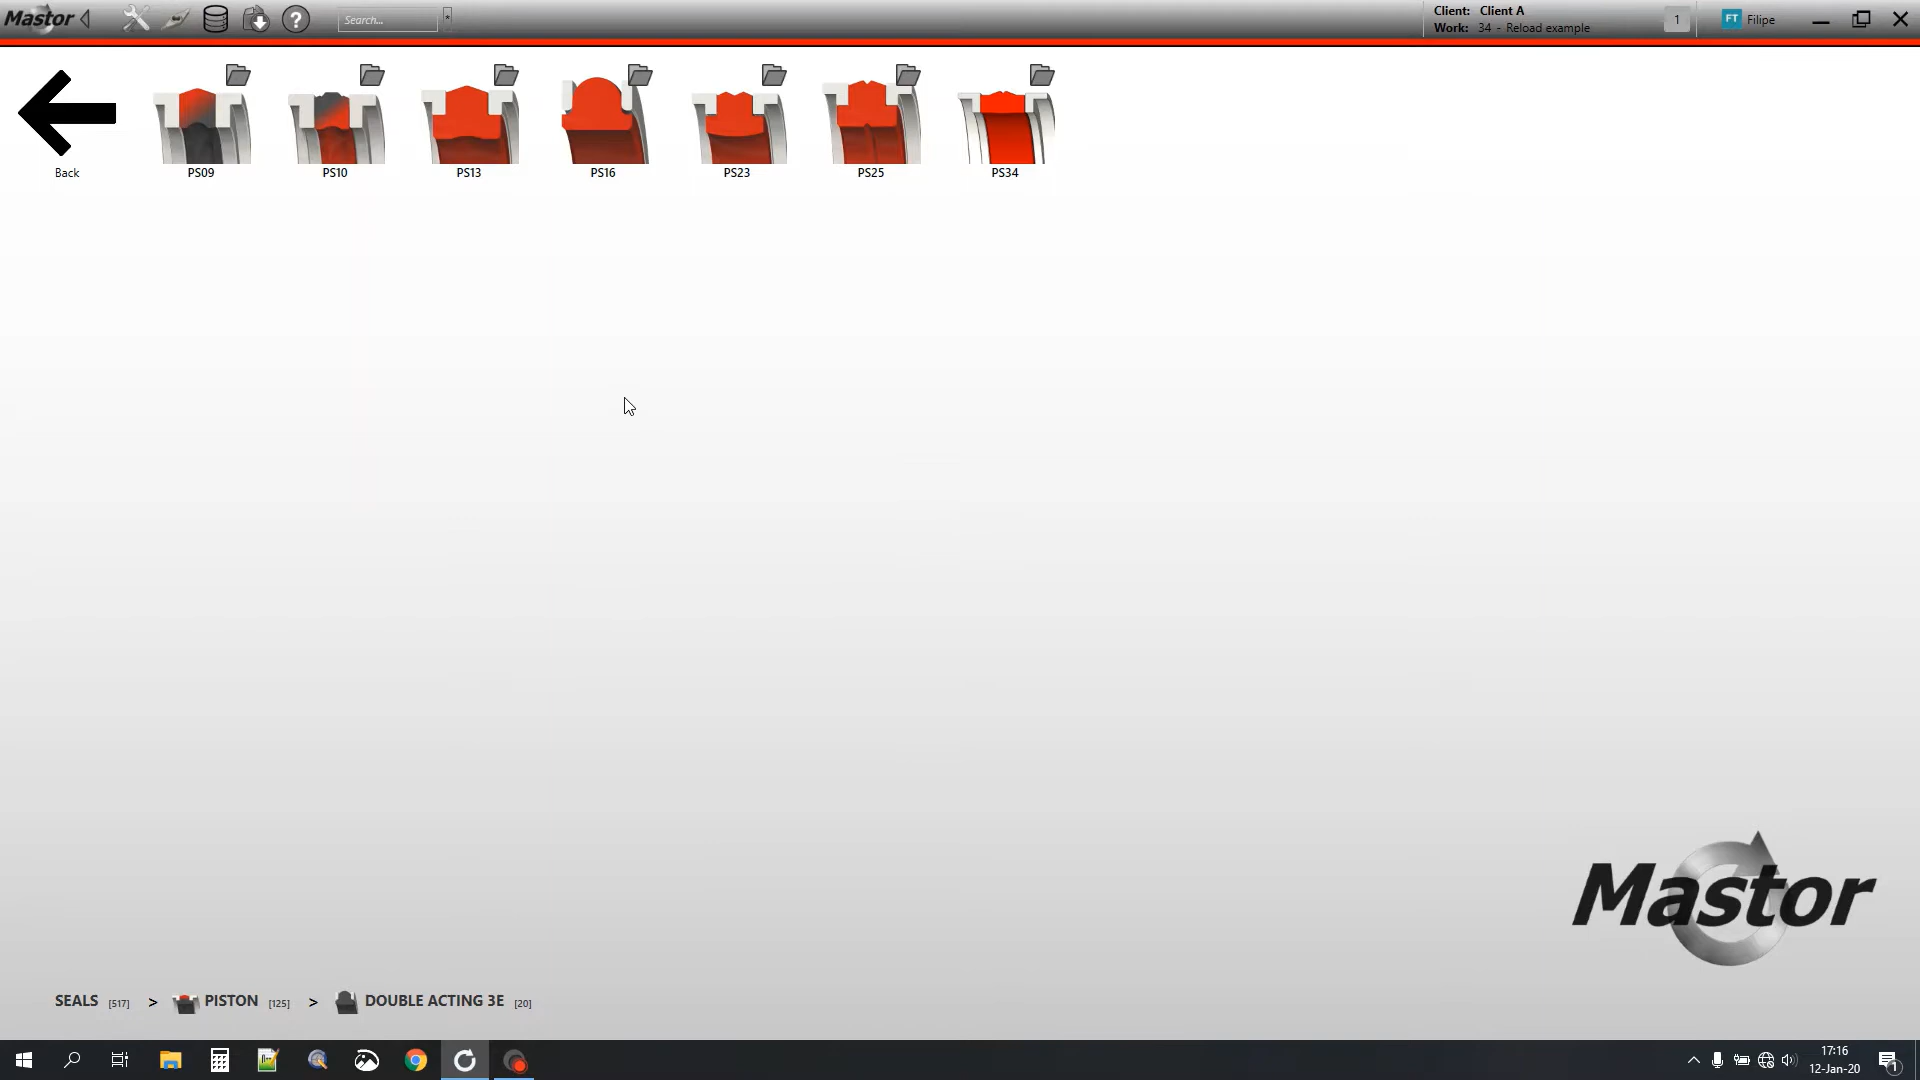 Mastor
?
Search...
*
Client: Client A
Work: 34 - Reload example
1
FT Filipe
Back
PS09
PS10
PS13
PS16
PS23
PS25
PS34
Mastor
SEALS [517] > PISTON [125] > DOUBLE ACTING 3E [20]
17:16
12-Jan-20
1